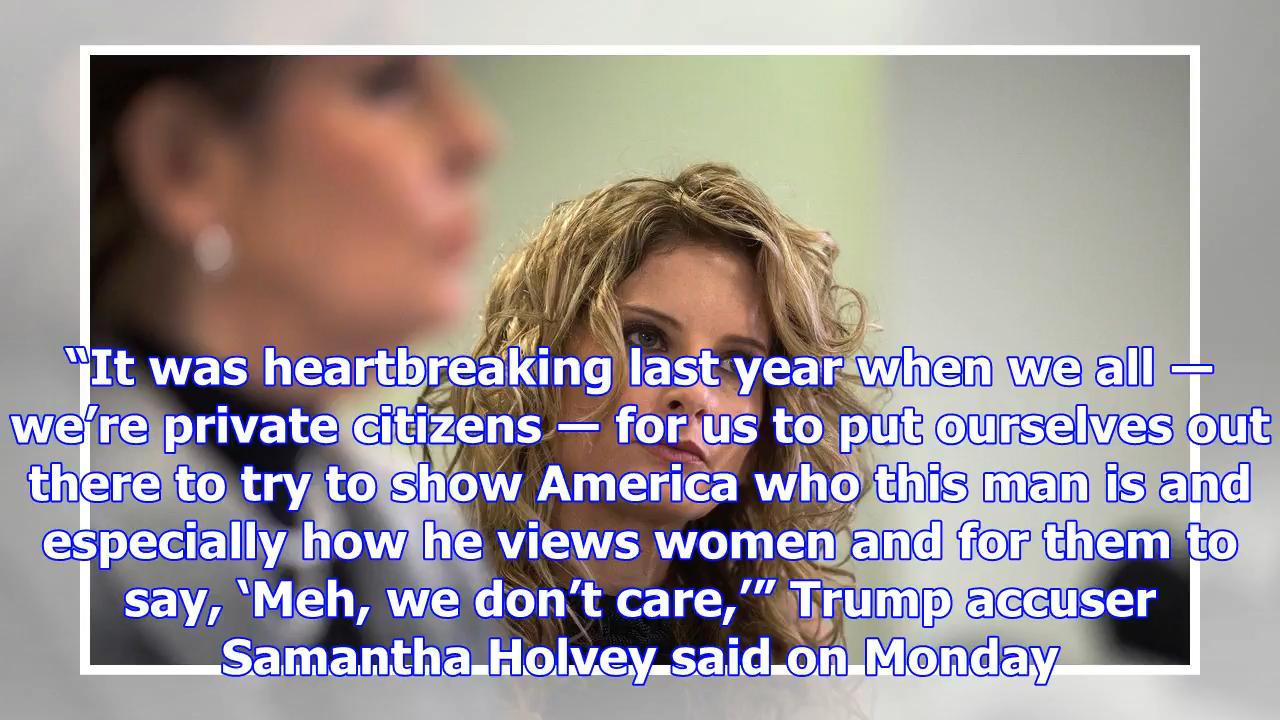 “It was heartbreaking last year when we all —
we’re private citizens — for us to put ourselves out
there to try to show America who this man is and
especially how he views women and for them to
say, ‘Meh, we don’t care,’” Trump accuser
Samantha Holvey said on Monday